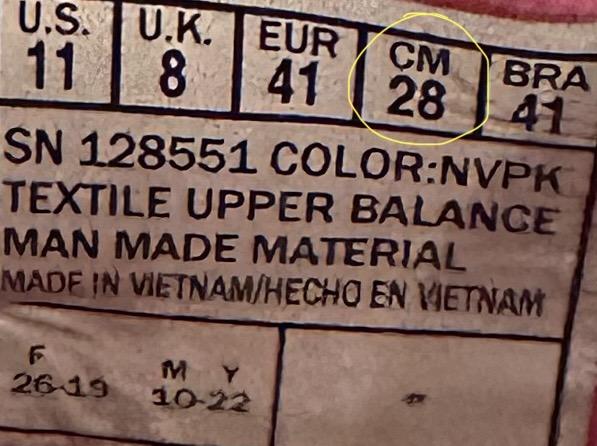 U.S. U.K. EUR CM BRA
11 8 41 28 41
SN 128551 COLOR:NVPK
TEXTILE UPPER BALANCE
MAN MADE MATERIAL
MADE IN VIETNAM/HECHO EN VIETNAM
F M Y
26-19 10-22
-